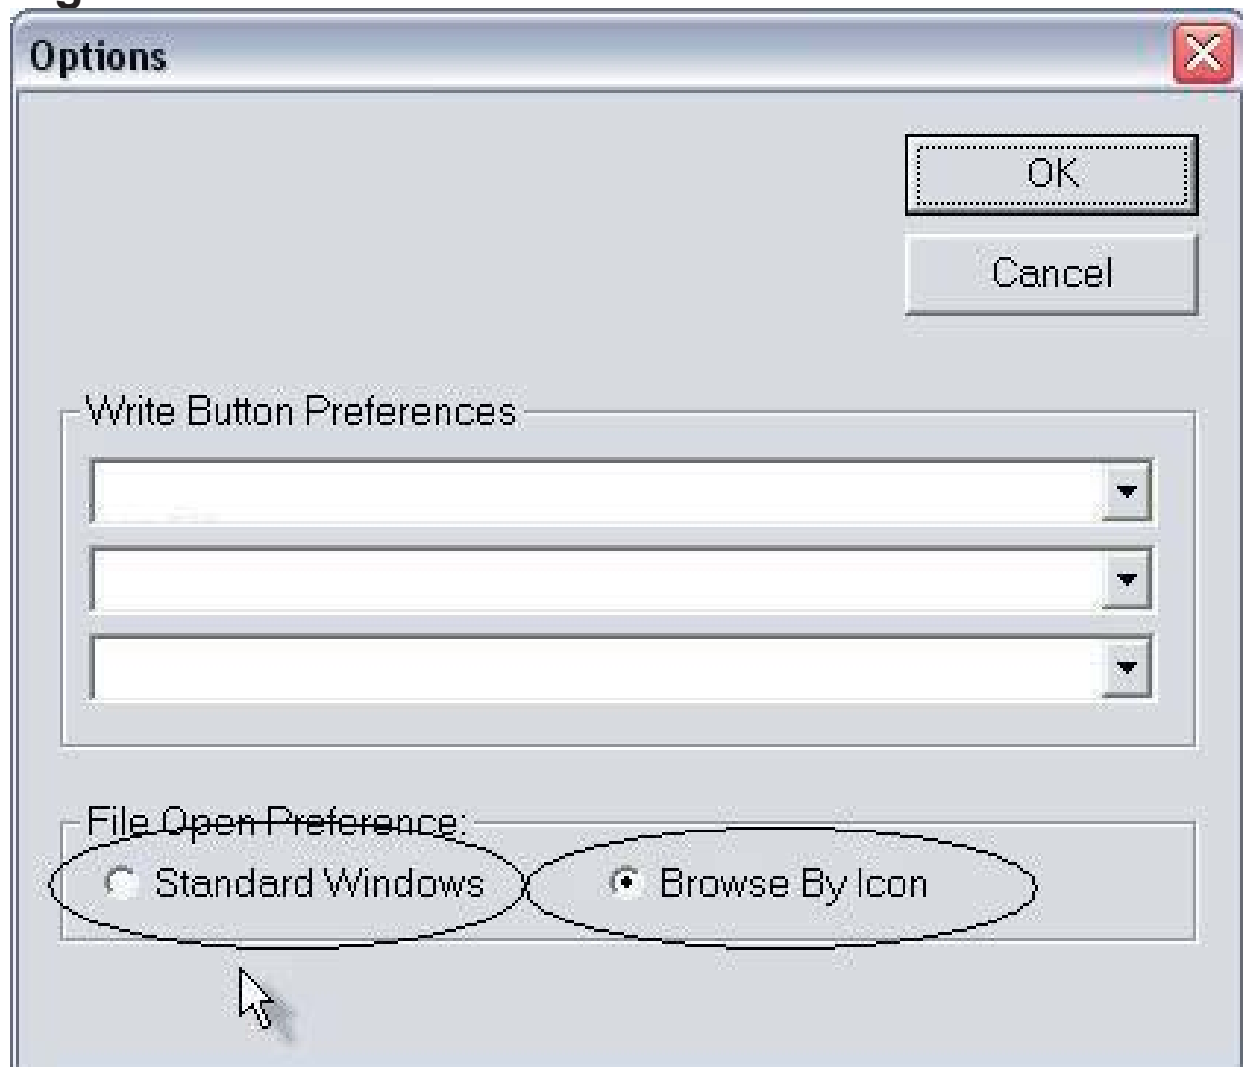 Options
OK
Cancel
Write Button Preferences
File Open Preference:
Standard Windows
Browse By Icon